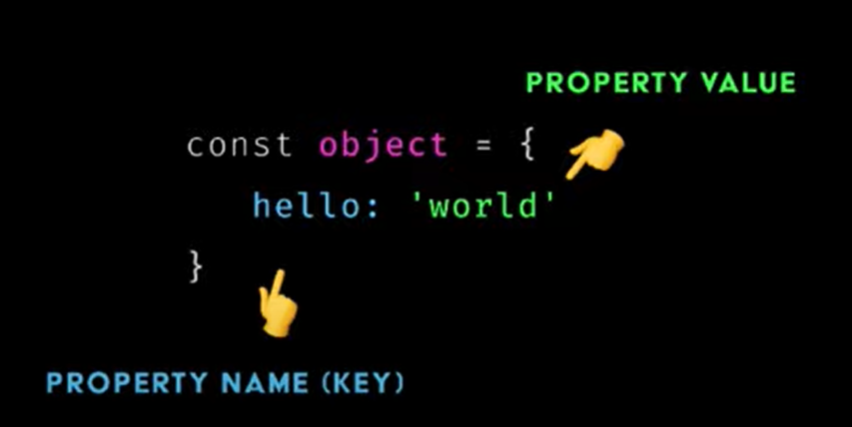 PROPERTY VALUE
const object = {
hello: 'world'
}
PROPERTY NAME (KEY)